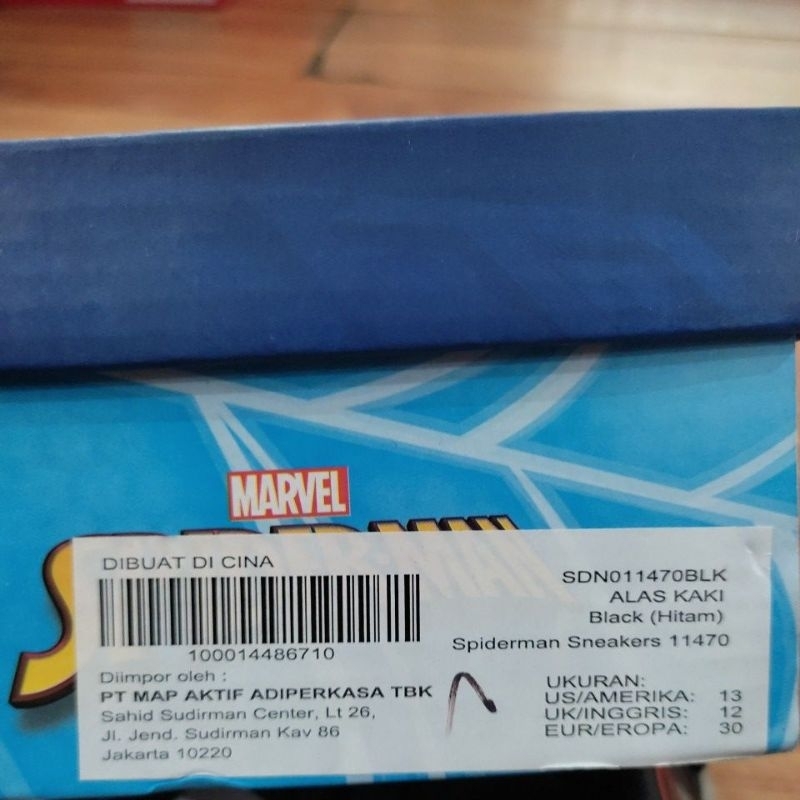 MARVEL
SPIDER-MAN
DIBUAT DI CINA
100014486710
Diimpor oleh :
PT MAP AKTIF ADIPERKASA TBK
Sahid Sudirman Center, Lt 26,
Jl. Jend. Sudirman Kav 86
Jakarta 10220
SDN011470BLK
ALAS KAKI
Black (Hitam)
Spiderman Sneakers 11470
UKURAN:
US/AMERIKA: 13
UK/INGGRIS: 12
EUR/EROPA: 30